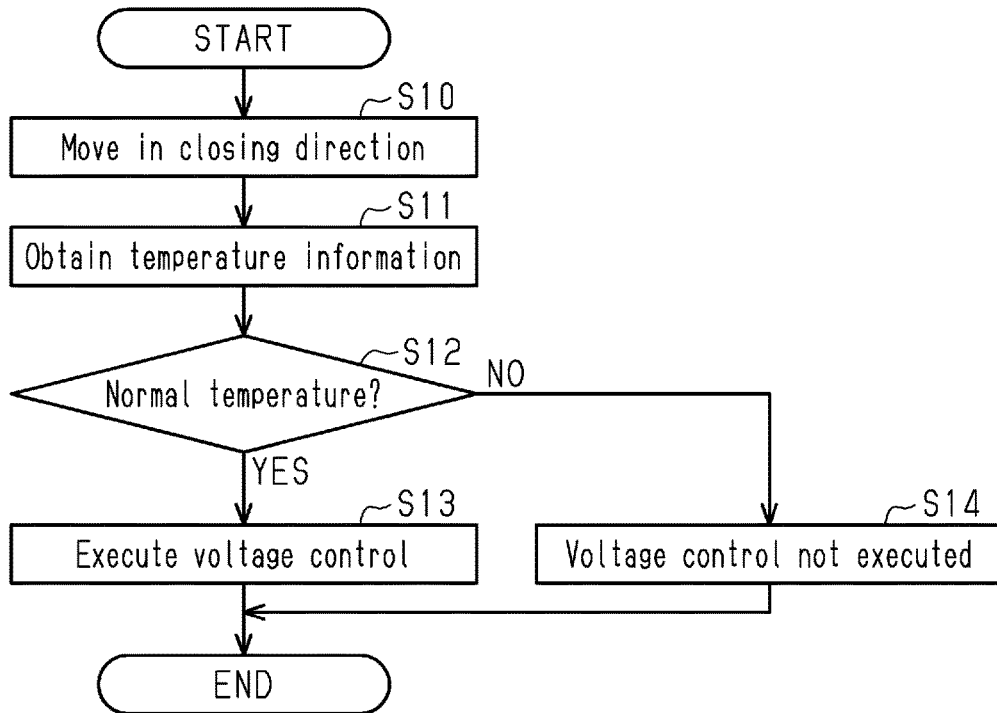 START
S10
Move in closing direction
S11
Obtain temperature information
S12
Normal temperature?
NO
YES
S13
Execute voltage control
S14
Voltage control not executed
END